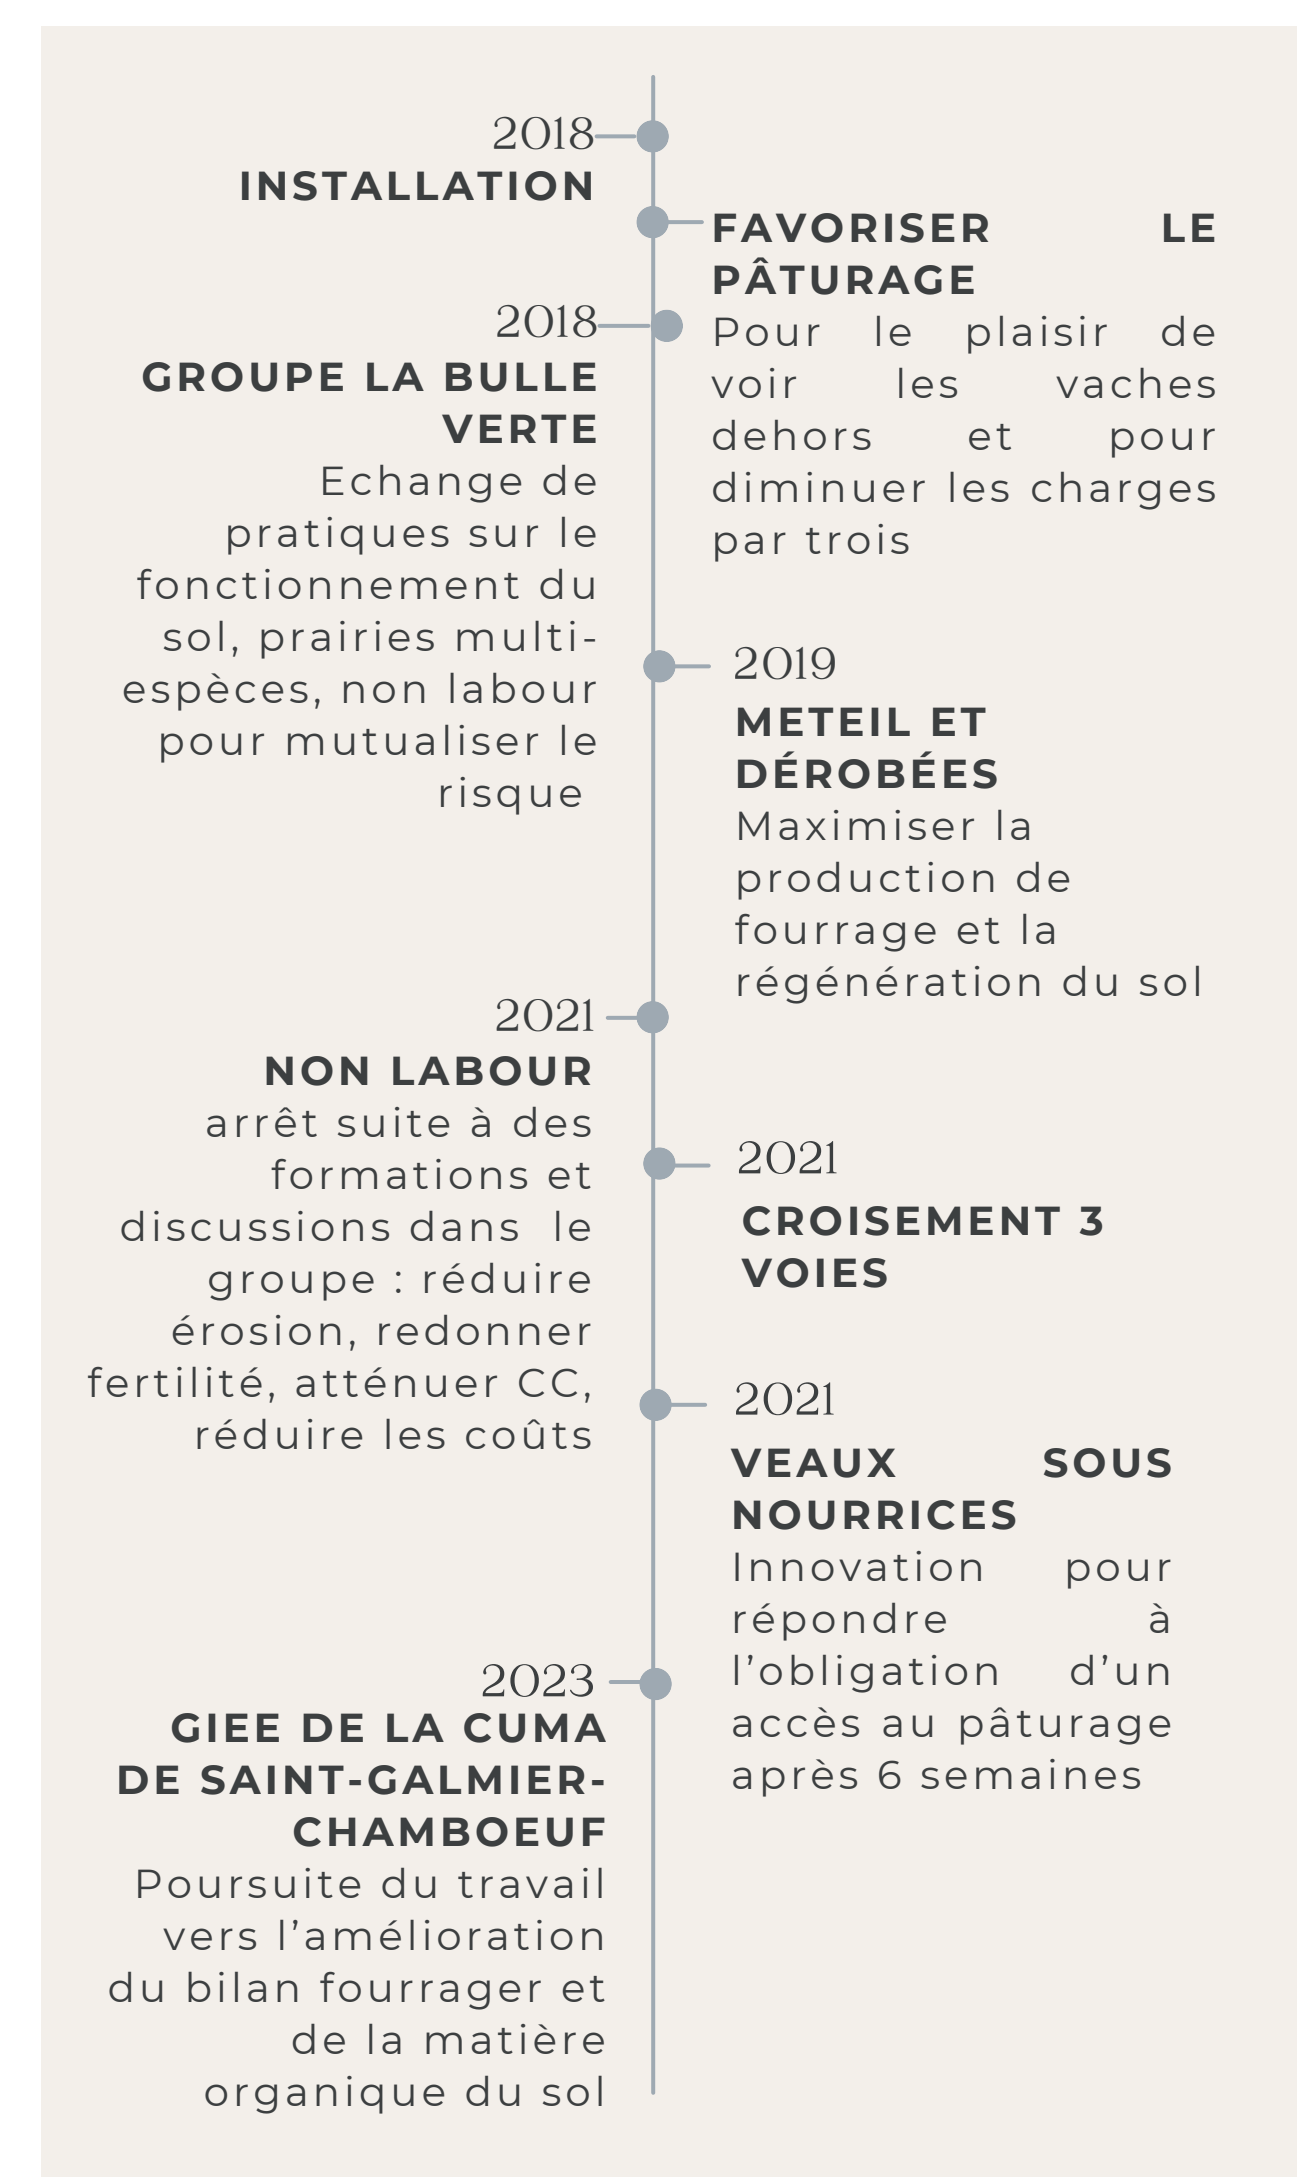 2018
INSTALLATION
FAVORISER LE
PÂTURAGE
Pour le plaisir de
voir les vaches
dehors et pour
diminuer les charges
par trois
2018
GROUPE LA BULLE
VERTE
Echange de
pratiques sur le
fonctionnement du
sol, prairies multi-
espèces, non labour
pour mutualiser le
risque
2019
METEIL ET
DÉROBÉES
Maximiser la
production de
fourrage et la
régénération du sol
2021
NON LABOUR
arrêt suite à des
formations et
discussions dans le
groupe : réduire
érosion, redonner
fertilité, atténuer CC,
réduire les coûts
2021
CROISEMENT 3
VOIES
2021
VEAUX SOUS
NOURRICES
Innovation pour
répondre à
l’obligation d’un
accès au pâturage
après 6 semaines
2023
GIEE DE LA CUMA
DE SAINT-GALMIER-
CHAMBOEUF
Poursuite du travail
vers l’amélioration
du bilan fourrager et
de la matière
organique du sol